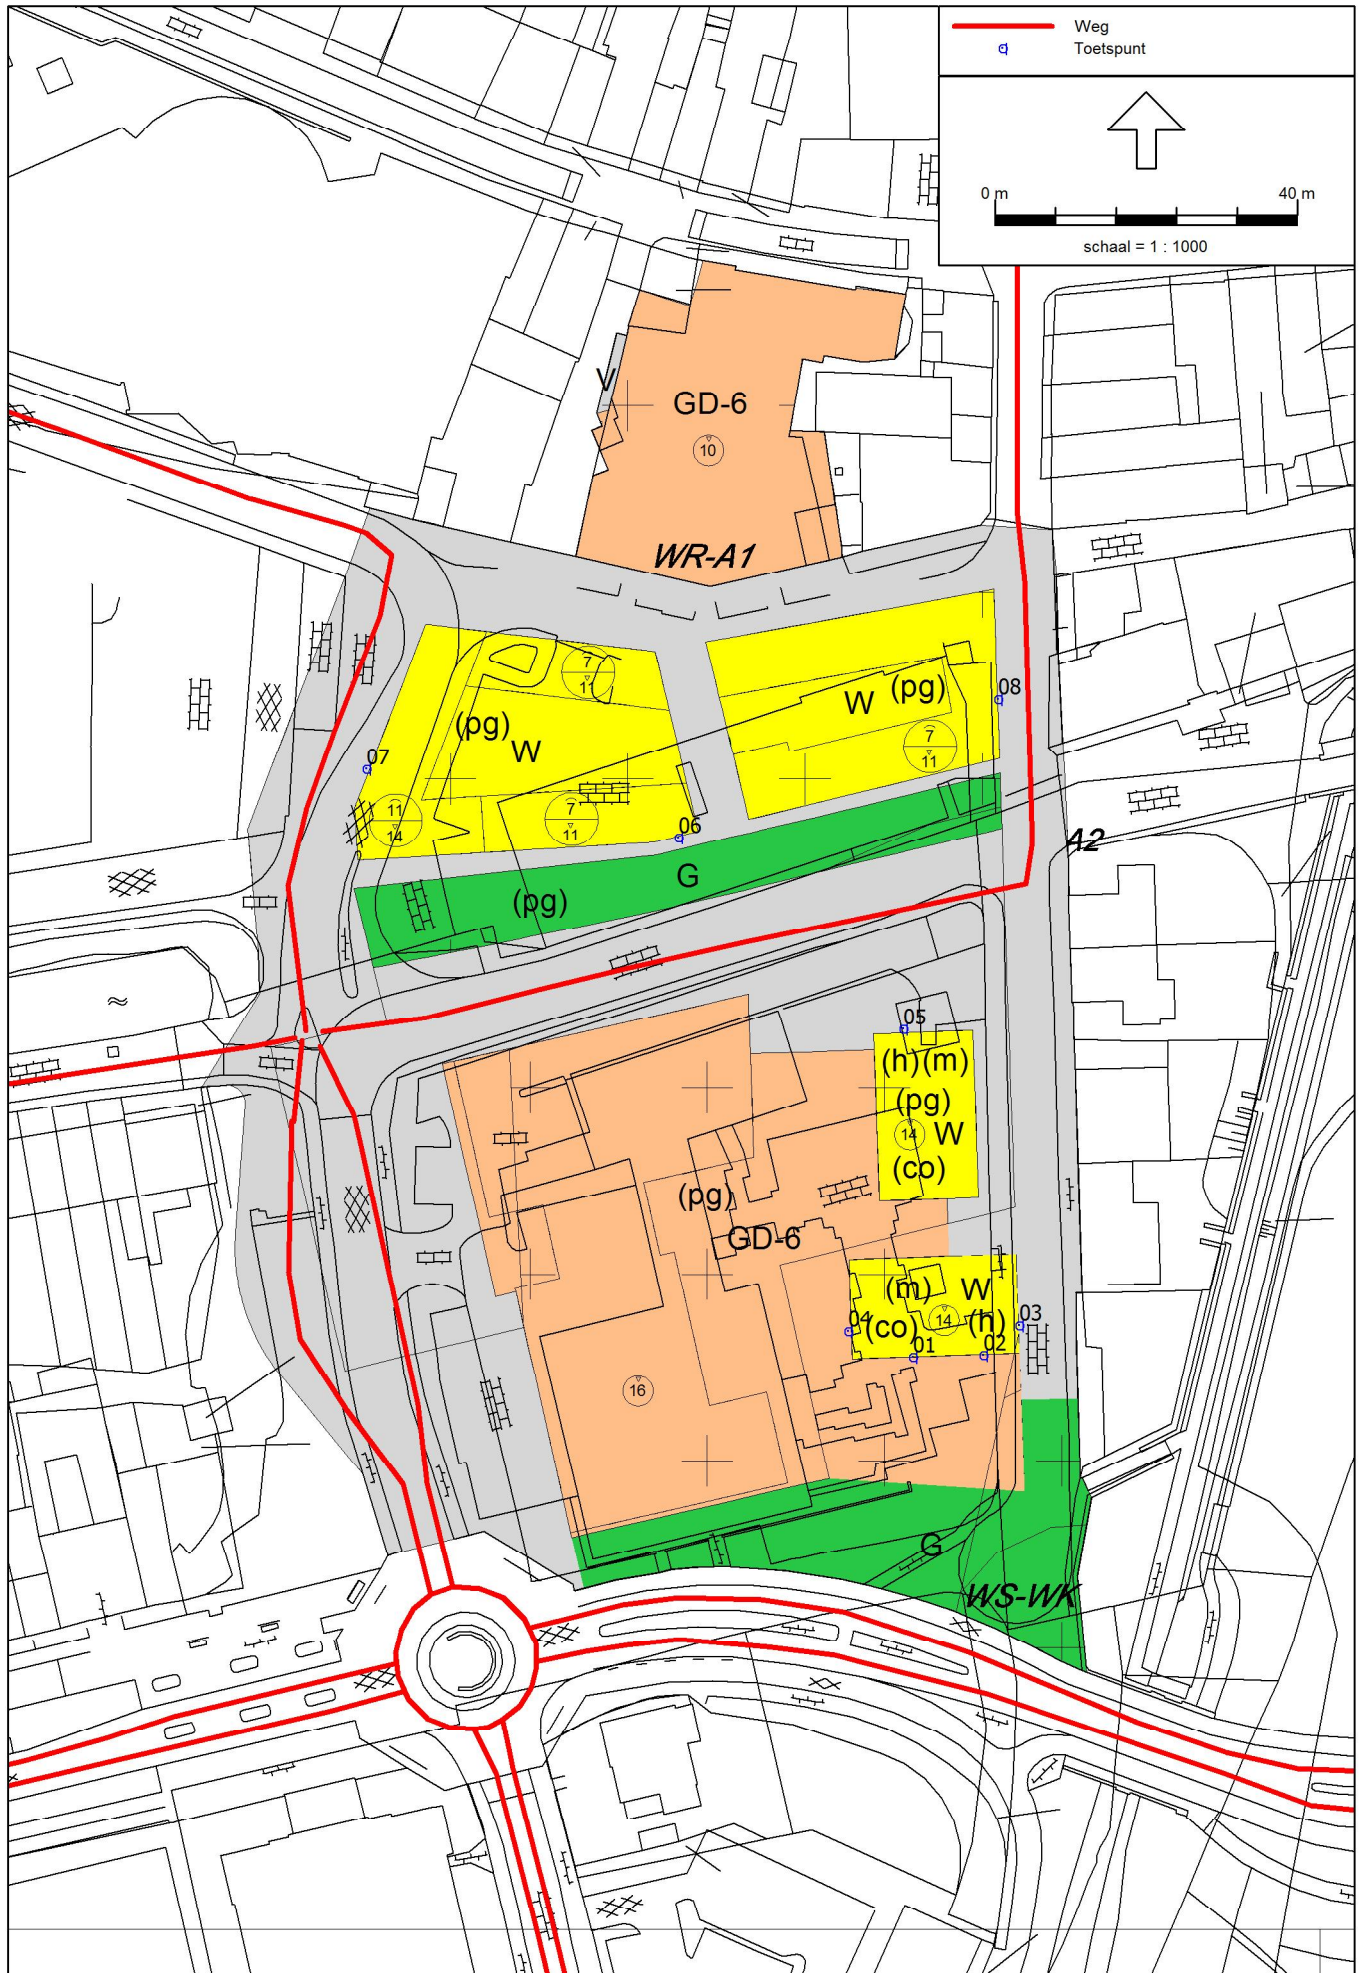 Weg
Toetspunt
0 m 40 m
schaal = 1 : 1000
V
GD-6
10
WR-A1
7
11
(pg)
W
W (pg)
08
7
11
07
11
14
7
11
06
A2
G
(pg)
05
(h)(m)
(pg)
14 W
(co)
(pg)
GD-6
(m) W
04 (co) 14 (h) 03
01 02
16
G
WS-WK